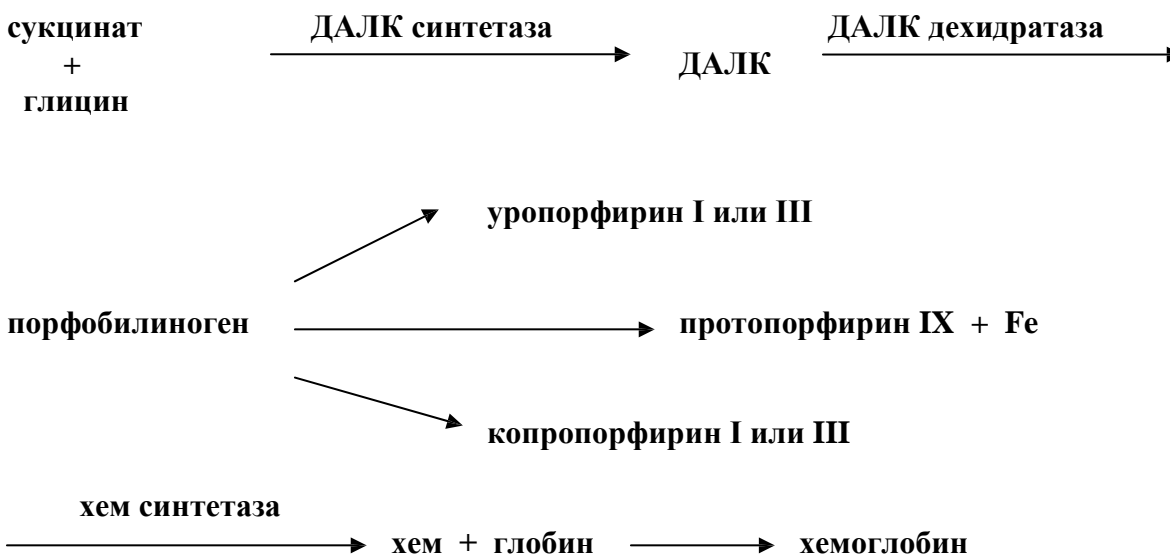 сукцинат
ДАЛК синтетаза
ДАЛК дехидратаза
+
ДАЛК
глицин
уропорфирин I или III
порфобилиноген
протопорфирин IX + Fe
копропорфирин I или III
хем синтетаза
хем + глобин
хемоглобин